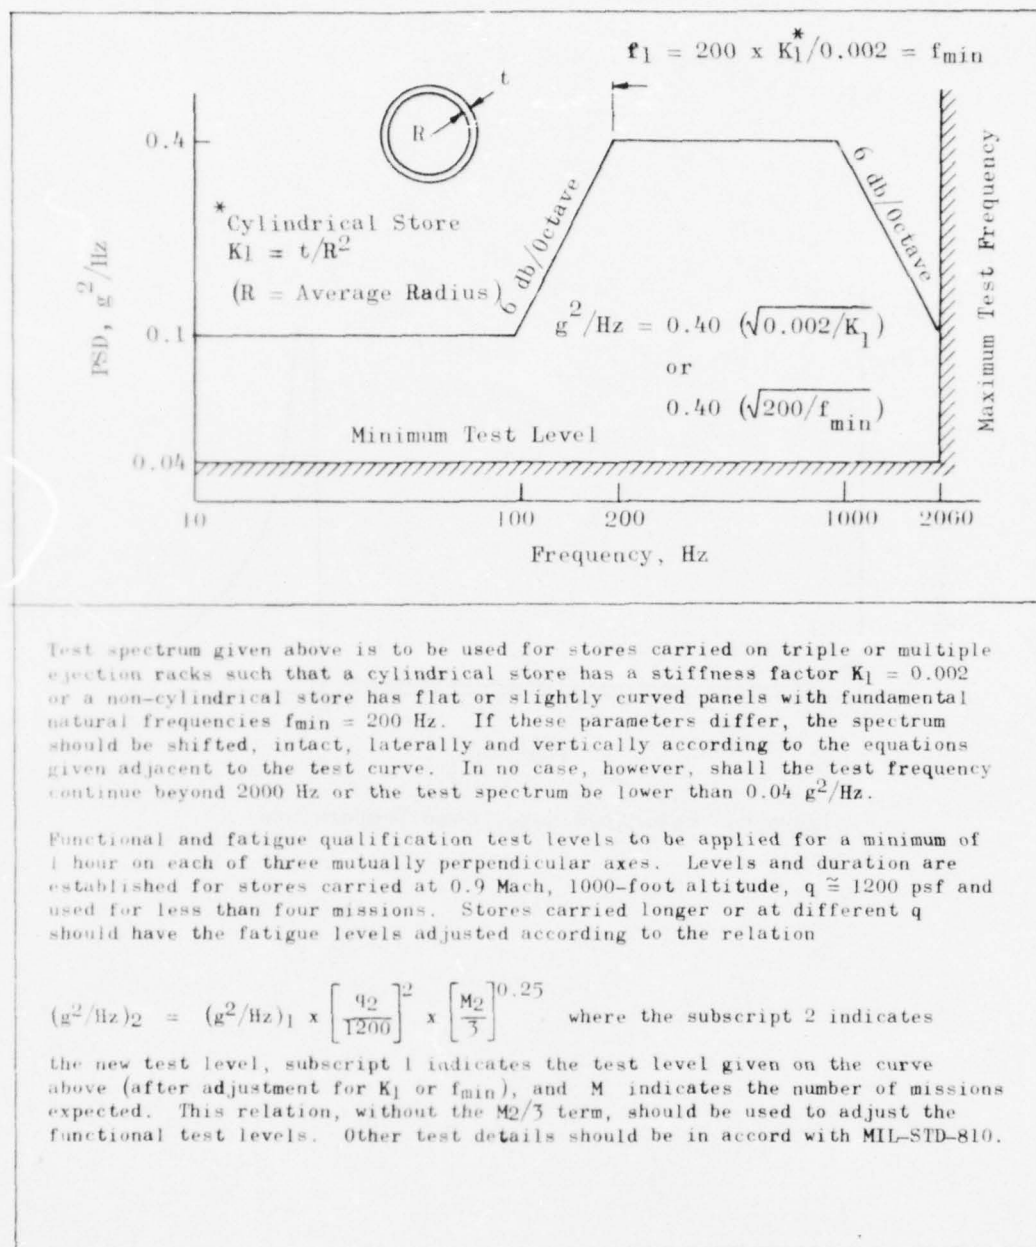 f1 = 200 x K1*/0.002 = fmin
t
R
0.4
6 db/Octave
6 db/Octave
Maximum Test Frequency
*Cylindrical Store
K1 = t/R2
(R = Average Radius)
PSD, g2/Hz
g2/Hz = 0.40 (√0.002/K1)
0.1
or
0.40 (√200/fmin)
Minimum Test Level
0.04
10 100 200 1000 2000
Frequency, Hz
Test spectrum given above is to be used for stores carried on triple or multiple
ejection racks such that a cylindrical store has a stiffness factor K1 = 0.002
or a non-cylindrical store has flat or slightly curved panels with fundamental
natural frequencies fmin = 200 Hz. If these parameters differ, the spectrum
should be shifted, intact, laterally and vertically according to the equations
given adjacent to the test curve. In no case, however, shall the test frequency
continue beyond 2000 Hz or the test spectrum be lower than 0.04 g2/Hz.
Functional and fatigue qualification test levels to be applied for a minimum of
1 hour on each of three mutually perpendicular axes. Levels and duration are
established for stores carried at 0.9 Mach, 1000-foot altitude, q ≅ 1200 psf and
used for less than four missions. Stores carried longer or at different q
should have the fatigue levels adjusted according to the relation
(g2/Hz)2 = (g2/Hz)1 x [q2/1200]2 x [M2/3]0.25 where the subscript 2 indicates
the new test level, subscript 1 indicates the test level given on the curve
above (after adjustment for K1 or fmin), and M indicates the number of missions
expected. This relation, without the M2/3 term, should be used to adjust the
functional test levels. Other test details should be in accord with MIL-STD-810.